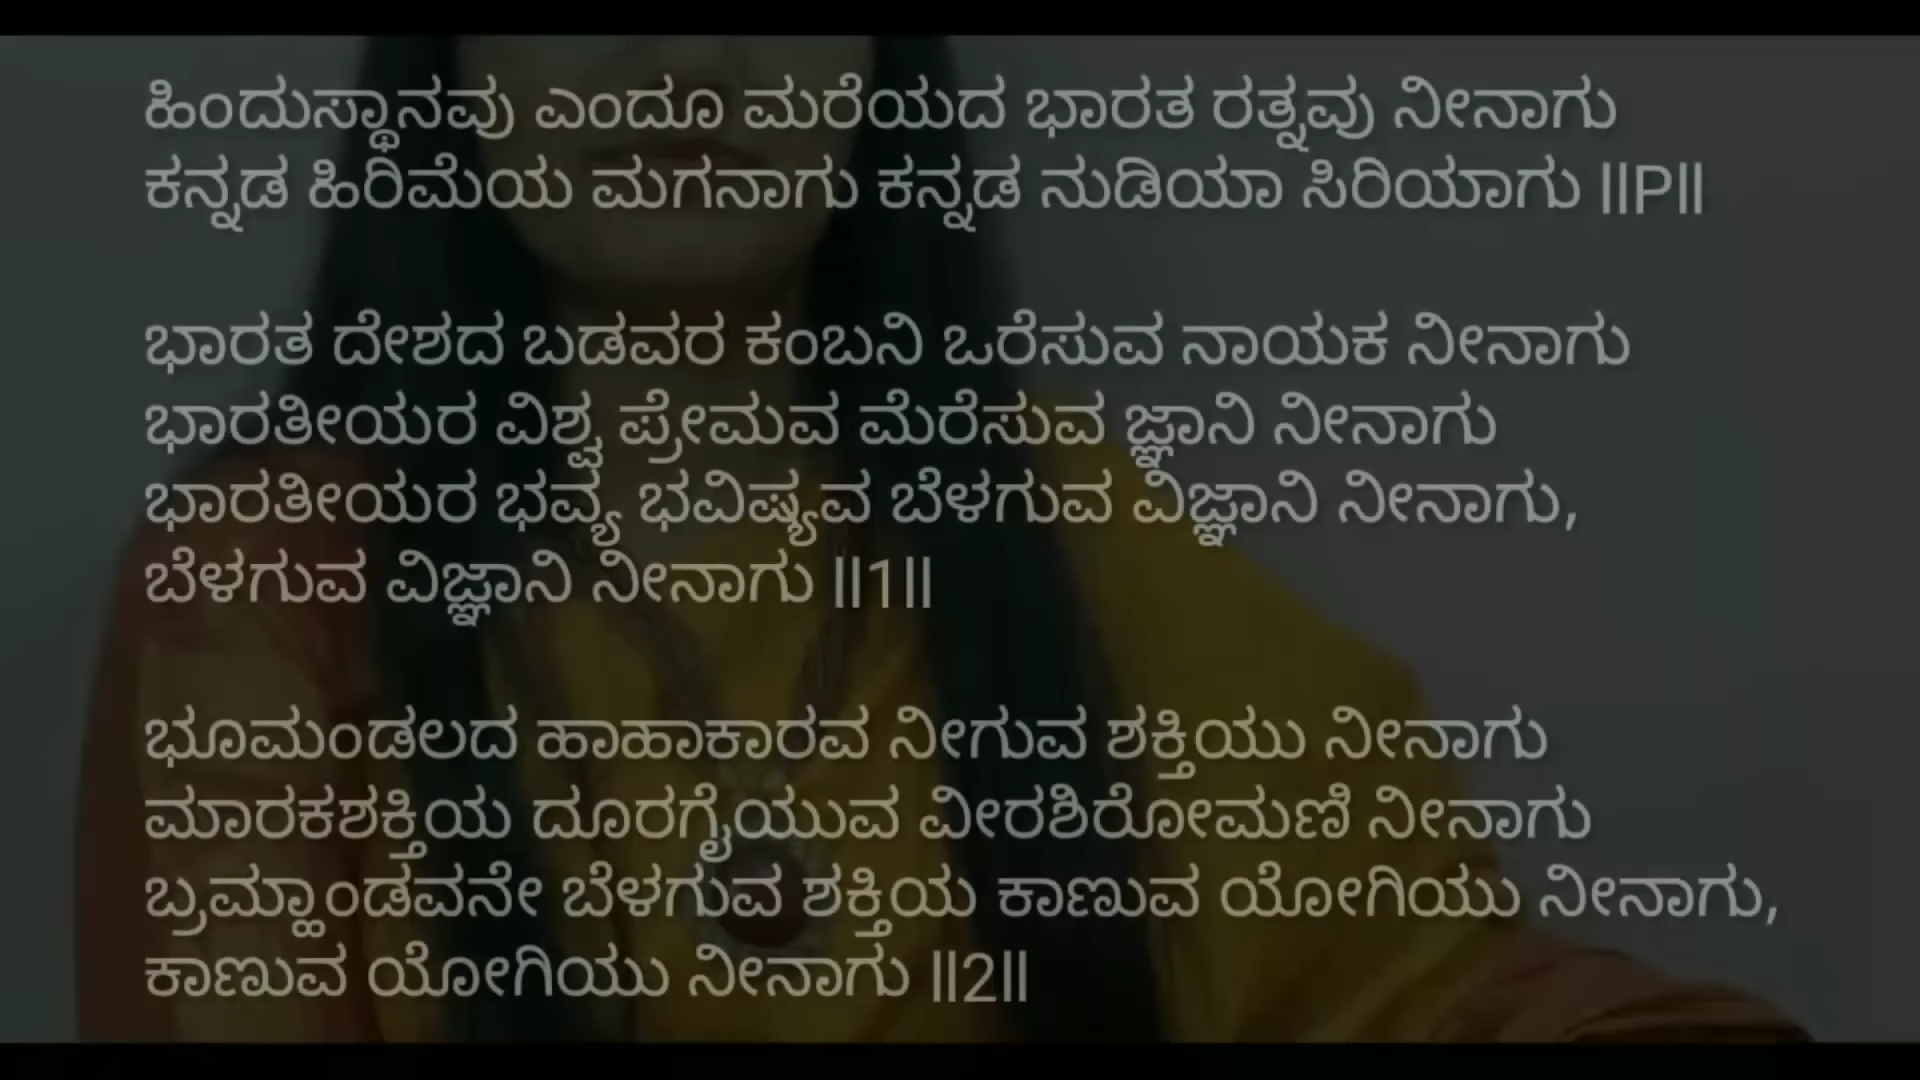 ಹಿಂದುಸ್ಥಾನವು ಎಂದೂ ಮರೆಯದ ಭಾರತ ರತ್ನವು ನೀನಾಗು
ಕನ್ನಡ ಹಿರಿಮೆಯ ಮಗನಾಗು ಕನ್ನಡ ನುಡಿಯಾ ಸಿರಿಯಾಗು ||P||
ಭಾರತ ದೇಶದ ಬಡವರ ಕಂಬನಿ ಒರೆಸುವ ನಾಯಕ ನೀನಾಗು
ಭಾರತೀಯರ ವಿಶ್ವ ಪ್ರೇಮವ ಮೆರೆಸುವ ಜ್ಞಾನಿ ನೀನಾಗು
ಭಾರತೀಯರ ಭವ್ಯ ಭವಿಷ್ಯವ ಬೆಳಗುವ ವಿಜ್ಞಾನಿ ನೀನಾಗು,
ಬೆಳಗುವ ವಿಜ್ಞಾನಿ ನೀನಾಗು ||1||
ಭೂಮಂಡಲದ ಹಾಹಾಕಾರವ ನೀಗುವ ಶಕ್ತಿಯು ನೀನಾಗು
ಮಾರಕಶಕ್ತಿಯ ದೂರಗೈಯುವ ವೀರಶಿರೋಮಣಿ ನೀನಾಗು
ಬ್ರಮ್ಹಾಂಡವನೇ ಬೆಳಗುವ ಶಕ್ತಿಯ ಕಾಣುವ ಯೋಗಿಯು ನೀನಾಗು,
ಕಾಣುವ ಯೋಗಿಯು ನೀನಾಗು ||2||